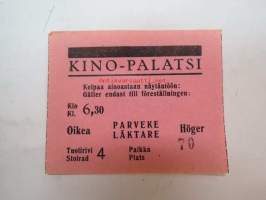 KINO-PALATSI
Kelpaa ainoastaan näytäntöön:
Gäller endast till föreställningen:
Klo
Kl. 6,30
Oikea PARVEKE Höger
LÄKTARE 70
Tuolirivi Paikka
Stolrad 4 Plats